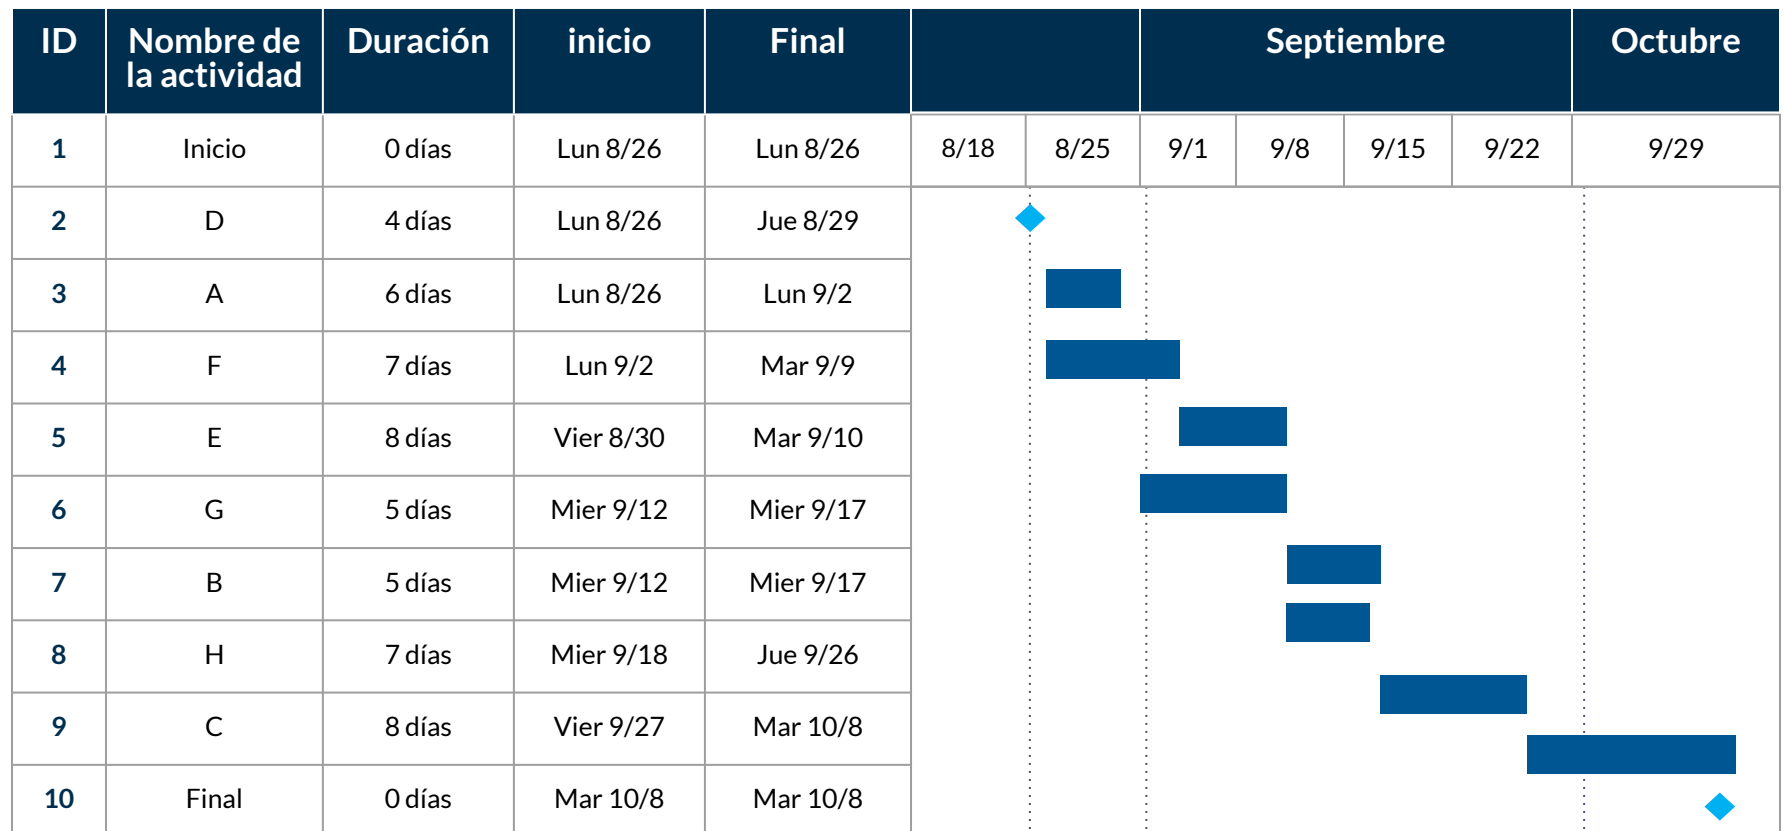 ID Nombre de la actividad Duración inicio Final Septiembre Octubre
1 Inicio 0 días Lun 8/26 Lun 8/26 8/18 8/25 9/1 9/8 9/15 9/22 9/29
2 D 4 días Lun 8/26 Jue 8/29
3 A 6 días Lun 8/26 Lun 9/2
4 F 7 días Lun 9/2 Mar 9/9
5 E 8 días Vier 8/30 Mar 9/10
6 G 5 días Mier 9/12 Mier 9/17
7 B 5 días Mier 9/12 Mier 9/17
8 H 7 días Mier 9/18 Jue 9/26
9 C 8 días Vier 9/27 Mar 10/8
10 Final 0 días Mar 10/8 Mar 10/8